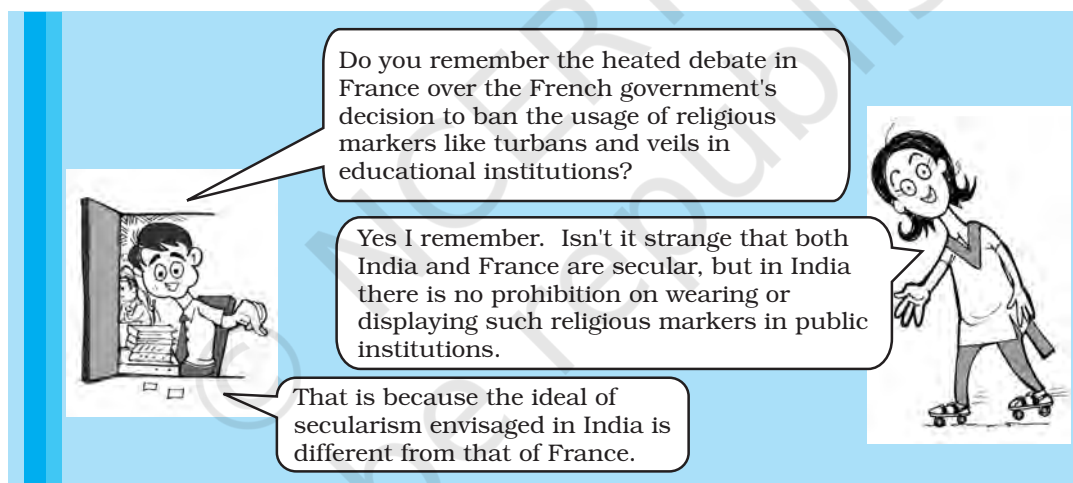 Do you remember the heated debate in
France over the French government's
decision to ban the usage of religious
markers like turbans and veils in
educational institutions?
Yes I remember.  Isn't it strange that both
India and France are secular, but in India
there is no prohibition on wearing or
displaying such religious markers in public
institutions.
That is because the ideal of
secularism envisaged in India is
different from that of France.
© NCERT
be republis